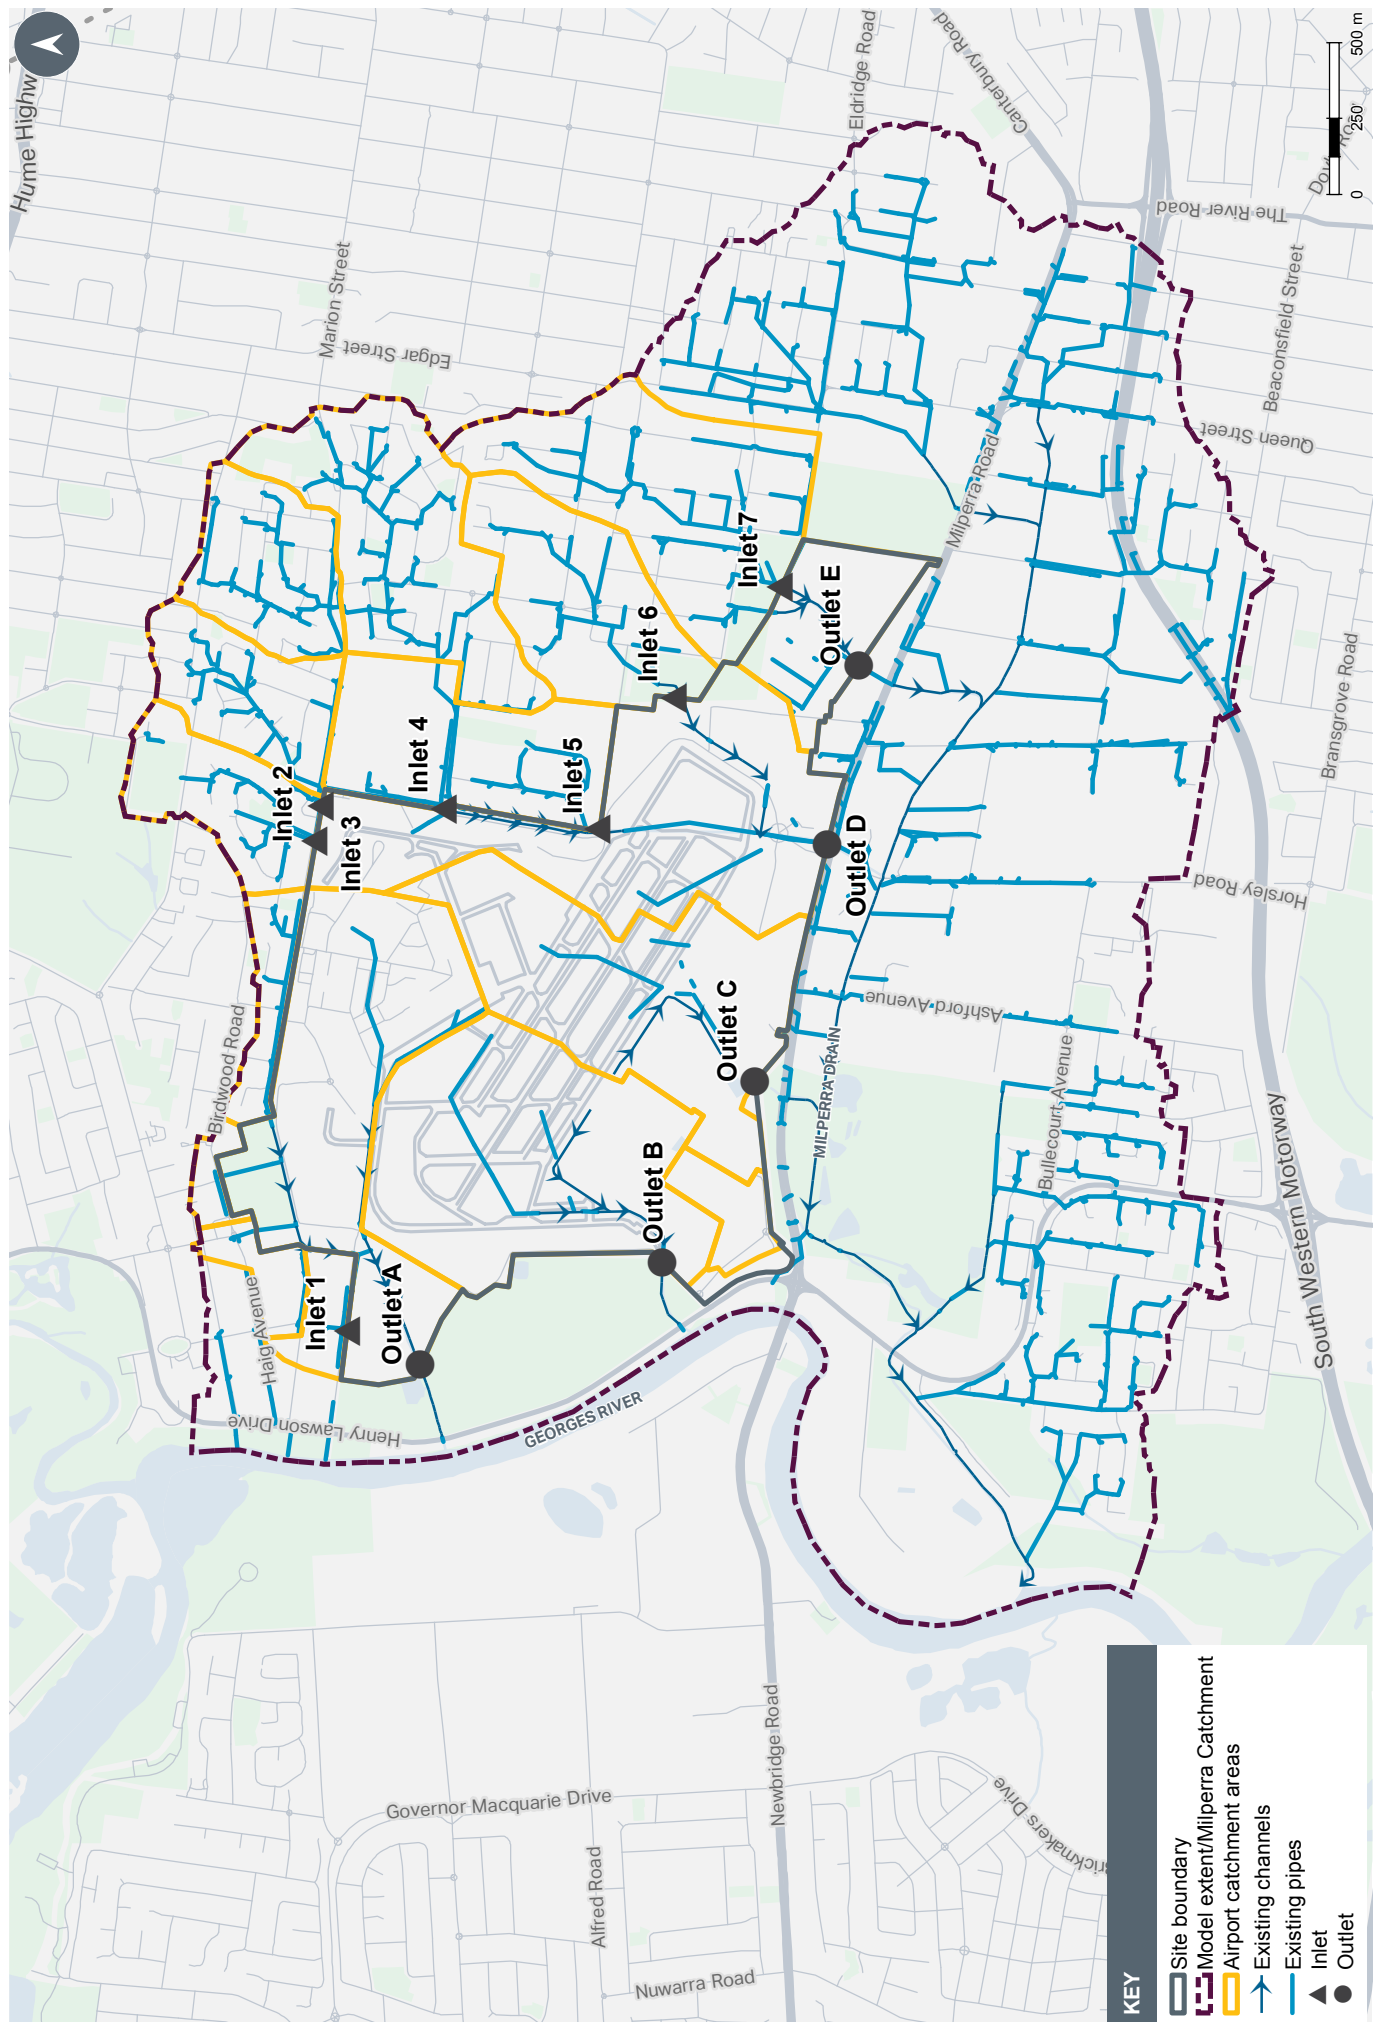 Hume Highw
Eldridge Road
Canterbury Road
Marion Street
Edgar Street
The River Road
Beaconsfield Street
Queen Street
Milperra Road
Inlet 7
Outlet E
Inlet 6
Inlet 5
Inlet 4
Inlet 2
Inlet 3
Outlet D
Bransgrove Road
Horsley Road
Outlet C
Ashford Avenue
MILPERRA DRAIN
Birdwood Road
Bullecourt Avenue
Outlet B
Inlet 1
Outlet A
Haig Avenue
Henry Lawson Drive
GEORGES RIVER
South Western Motorway
Newbridge Road
Governor Macquarie Drive
Alfred Road
Nuwarra Road
rickmakers Drive
KEY
Site boundary
Model extent/Milperra Catchment
Airport catchment areas
Existing channels
Existing pipes
Inlet
Outlet
0 250 500 m